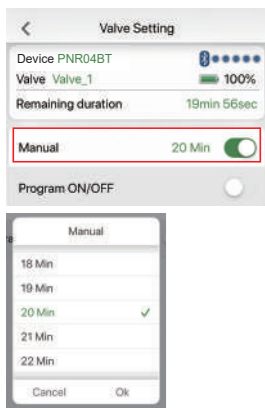 Valve Setting
Device PNR04BT
Valve Valve_1 100%
Remaining duration 19min 56sec
Manual 20 Min
Program ON/OFF
Manual
18 Min
19 Min
20 Min
21 Min
22 Min
Cancel Ok